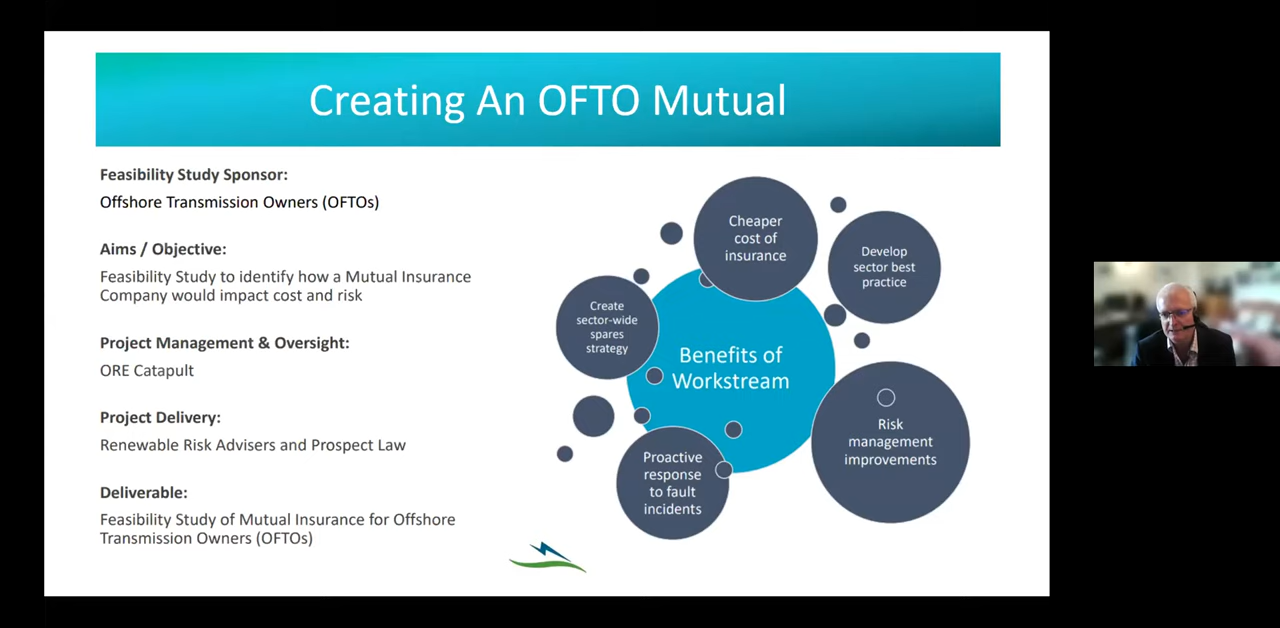 Creating An OFTO Mutual
Feasibility Study Sponsor:
Offshore Transmission Owners (OFTOs)
Aims / Objective:
Feasibility Study to identify how a Mutual Insurance
Company would impact cost and risk
Project Management & Oversight:
ORE Catapult
Project Delivery:
Renewable Risk Advisers and Prospect Law
Deliverable:
Feasibility Study of Mutual Insurance for Offshore
Transmission Owners (OFTOs)
Cheaper
cost of
insurance
Develop
sector best
practice
Create
sector-wide
spares
strategy
Benefits of
Workstream
Risk
management
improvements
Proactive
response
to fault
incidents